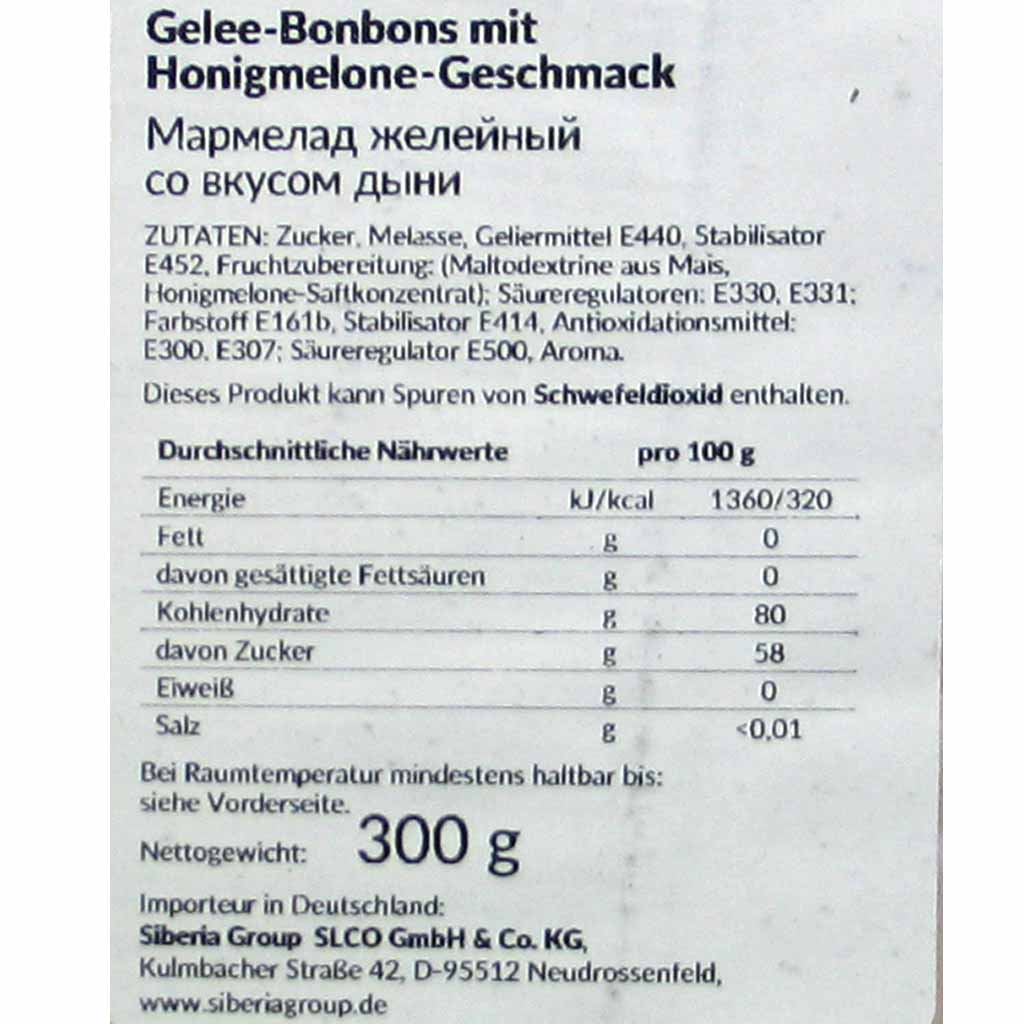 Gelee-Bonbons mit
Honigmelone-Geschmack
Мармелад желейный
со вкусом дыни
ZUTATEN: Zucker, Melasse, Geliermittel E440, Stabilisator
E452, Fruchtzubereitung: (Maltodextrine aus Mais,
Honigmelone-Saftkonzentrat); Säureregulatoren: E330, E331;
Farbstoff E161b, Stabilisator E414, Antioxidationsmittel:
E300, E307; Säureregulator E500, Aroma.
Dieses Produkt kann Spuren von Schwefeldioxid enthalten.
Durchschnittliche Nährwerte pro 100 g
Energie kJ/kcal 1360/320
Fett g 0
davon gesättigte Fettsäuren g 0
Kohlenhydrate g 80
davon Zucker g 58
Eiweiß g 0
Salz g <0,01
Bei Raumtemperatur mindestens haltbar bis:
siehe Vorderseite.
Nettogewicht: 300 g
Importeur in Deutschland:
Siberia Group SLCO GmbH & Co. KG,
Kulmbacher Straße 42, D-95512 Neudrossenfeld,
www.siberiagroup.de